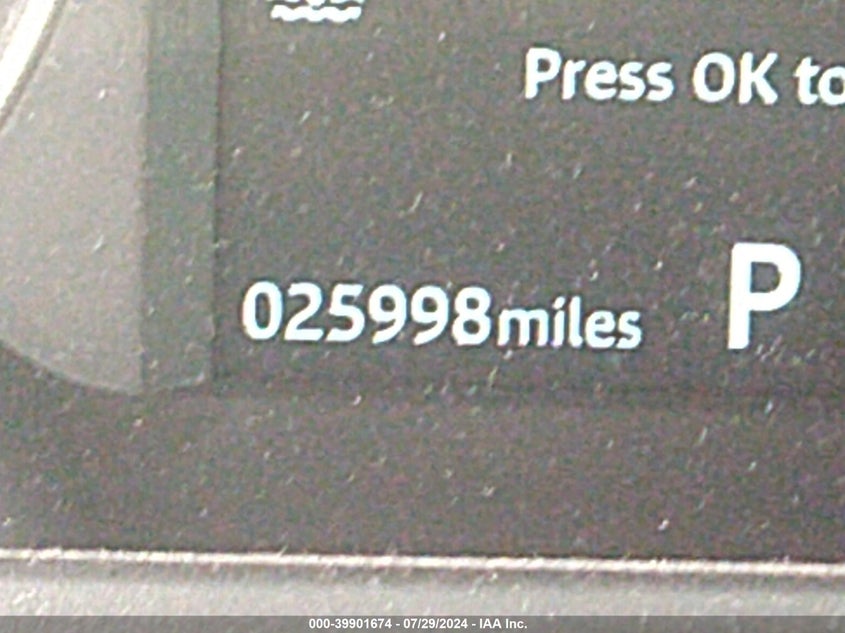 Press OK to
025998miles P
000-39901674 - 07/29/2024 - IAA Inc.